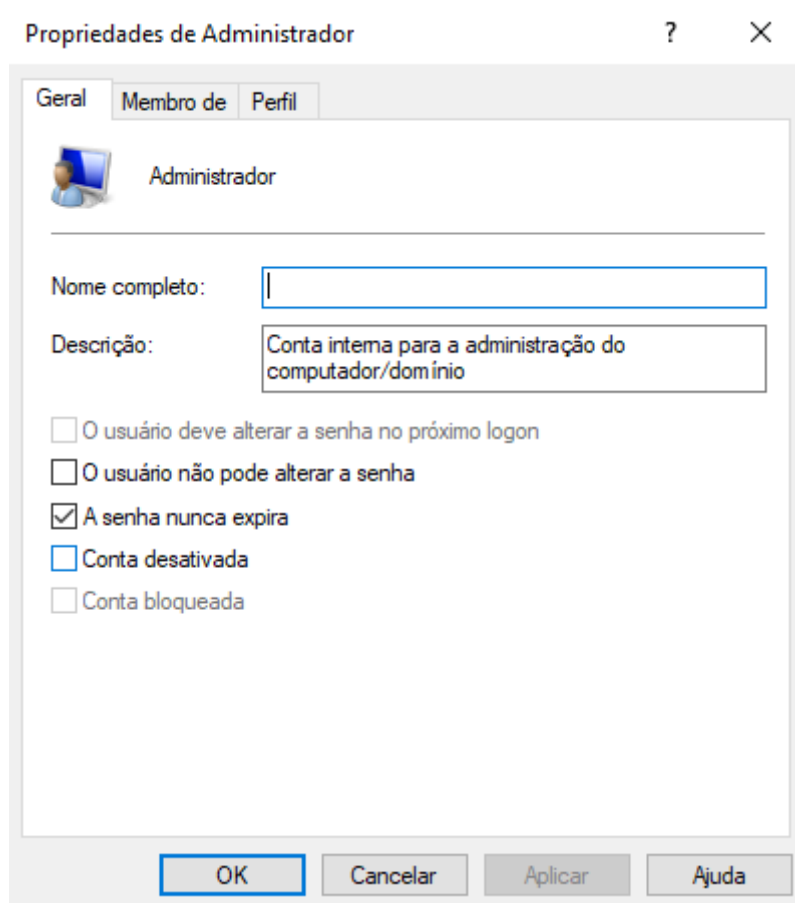 Propriedades de Administrador ?
Geral Membro de Perfil
Administrador
Nome completo:
Descrição: Conta interna para a administração do
computador/domínio
O usuário deve alterar a senha no próximo logon
O usuário não pode alterar a senha
A senha nunca expira
Conta desativada
Conta bloqueada
OK Cancelar Aplicar Ajuda